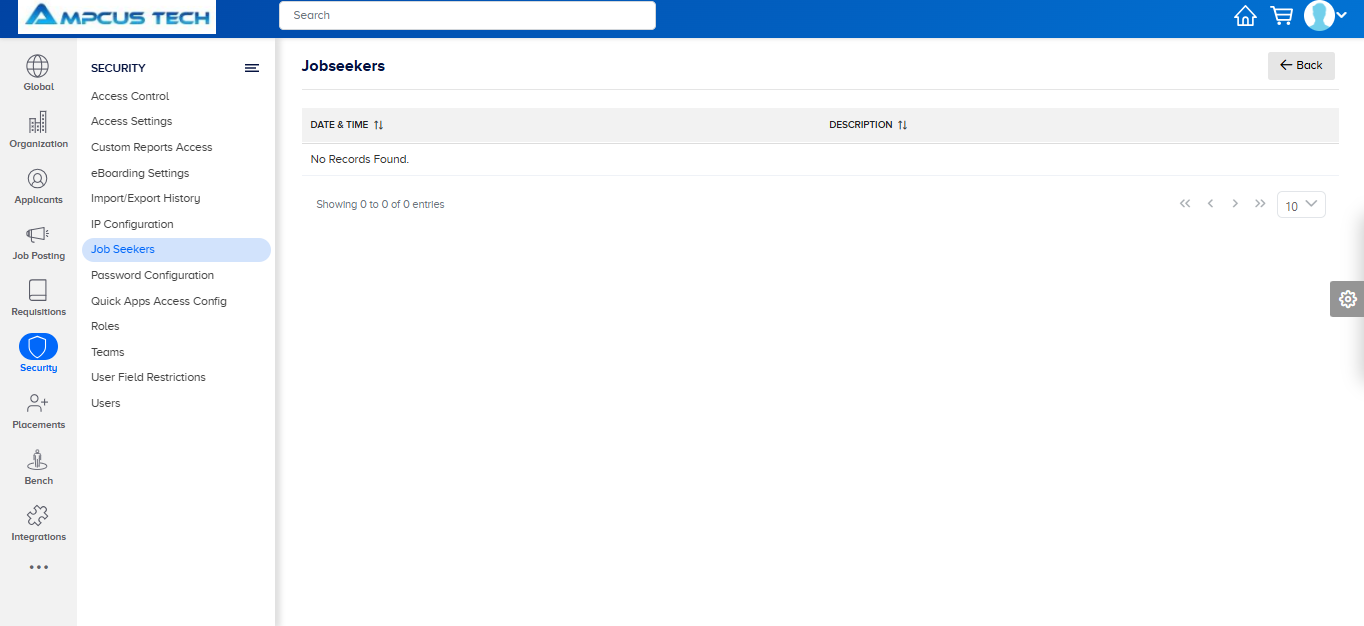 AMPCUS TECH
Search
Global
Organization
Applicants
Job Posting
Requisitions
Security
Placements
Bench
Integrations
SECURITY
Access Control
Access Settings
Custom Reports Access
eBoarding Settings
Import/Export History
IP Configuration
Job Seekers
Password Configuration
Quick Apps Access Config
Roles
Teams
User Field Restrictions
Users
Jobseekers
Back
DATE & TIME DESCRIPTION
No Records Found.
Showing 0 to 0 of 0 entries
10